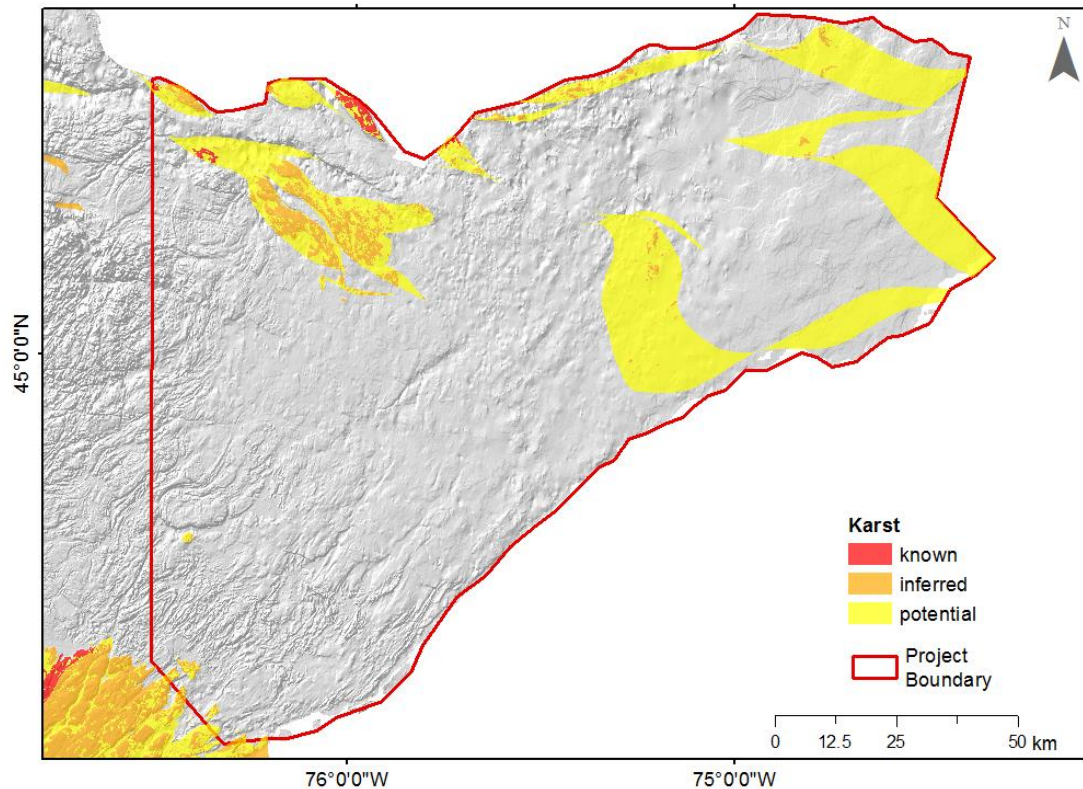 N
45°0'0"N
Karst
known
inferred
potential
Project
Boundary
0 12.5 25 50 km
76°0'0"W 75°0'0"W